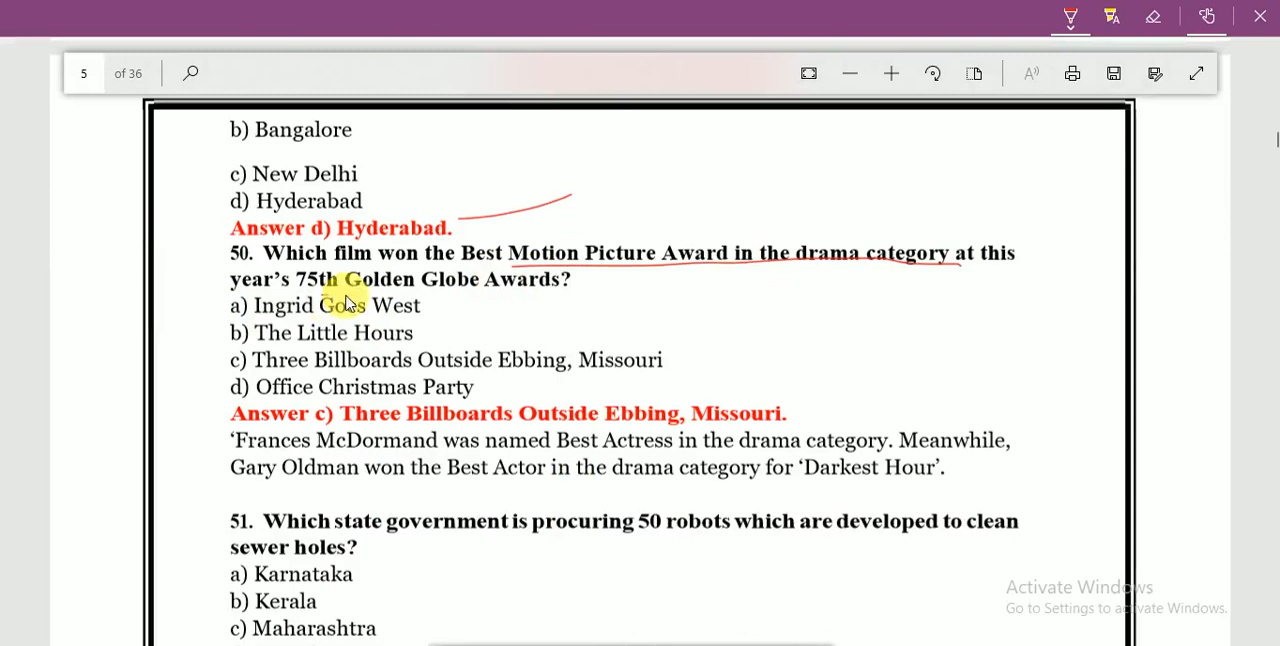 5 of 36
b) Bangalore
c) New Delhi
d) Hyderabad
Answer d) Hyderabad.
50. Which film won the Best Motion Picture Award in the drama category at this
year’s 75th Golden Globe Awards?
a) Ingrid Goes West
b) The Little Hours
c) Three Billboards Outside Ebbing, Missouri
d) Office Christmas Party
Answer c) Three Billboards Outside Ebbing, Missouri.
‘Frances McDormand was named Best Actress in the drama category. Meanwhile,
Gary Oldman won the Best Actor in the drama category for ‘Darkest Hour’.
51. Which state government is procuring 50 robots which are developed to clean
sewer holes?
a) Karnataka
b) Kerala
c) Maharashtra
Activate Windows
Go to Settings to activate Windows.